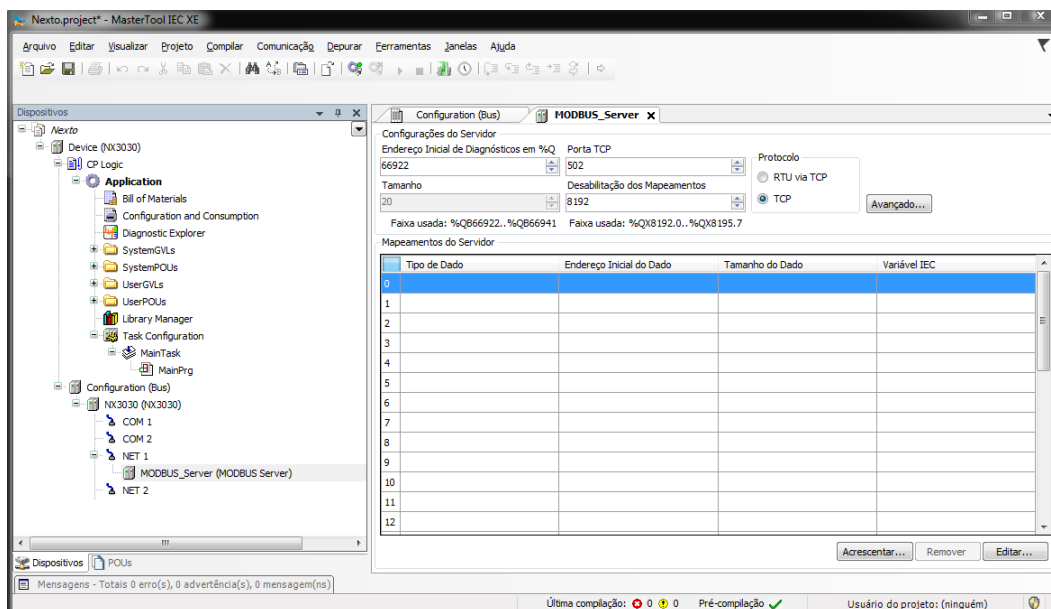 Nexto.project* - MasterTool IEC XE
Arquivo Editar Visualizar Projeto Compilar Comunicação Depurar Ferramentas Janelas Ajuda
Dispositivos
Nexto
Device (NX3030)
CP Logic
Application
Bill of Materials
Configuration and Consumption
Diagnostic Explorer
SystemGVLs
SystemPOUs
UserGVLs
UserPOUs
Library Manager
Task Configuration
MainTask
MainPrg
Configuration (Bus)
NX3030 (NX3030)
COM 1
COM 2
NET 1
MODBUS_Server (MODBUS Server)
NET 2
Dispositivos POUs
Configuration (Bus) MODBUS_Server
Configurações do Servidor
Endereço Inicial de Diagnósticos em %Q Porta TCP
66922 502
Protocolo
RTU via TCP
TCP
Tamanho Desabilitação dos Mapeamentos
20 8192
Avançado...
Faixa usada: %QB66922..%QB66941 Faixa usada: %QX8192.0..%QX8195.7
Mapeamentos do Servidor
Tipo de Dado Endereço Inicial do Dado Tamanho do Dado Variável IEC
0
1
2
3
4
5
6
7
8
9
10
11
12
Acrescentar... Remover Editar...
Mensagens - Totais 0 erro(s), 0 advertência(s), 0 mensagem(ns)
Última compilação: 0 0 Pré-compilação Usuário do projeto: (ninguém)